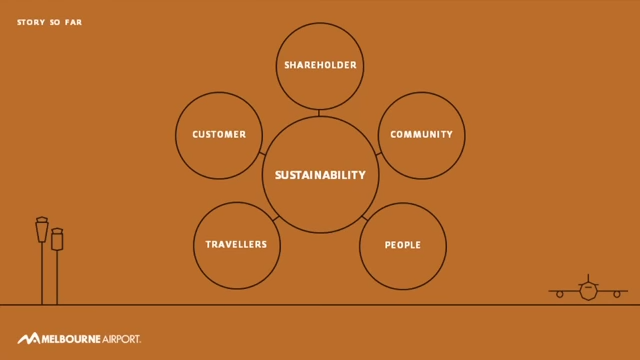 STORY SO FAR
SHAREHOLDER
CUSTOMER
COMMUNITY
SUSTAINABILITY
TRAVELLERS
PEOPLE
MELBOURNE AIRPORT.